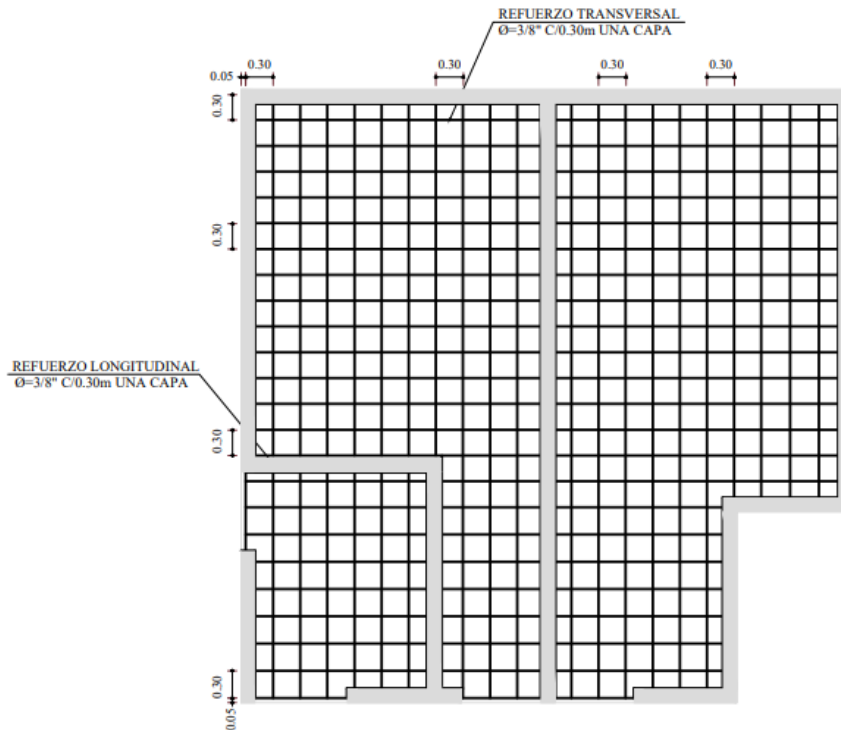 REFUERZO TRANSVERSAL
Ø=3/8" C/0.30m UNA CAPA
0.30
0.30
0.30
0.30
0.05
0.30
0.30
REFUERZO LONGITUDINAL
Ø=3/8" C/0.30m UNA CAPA
0.30
0.30
0.05